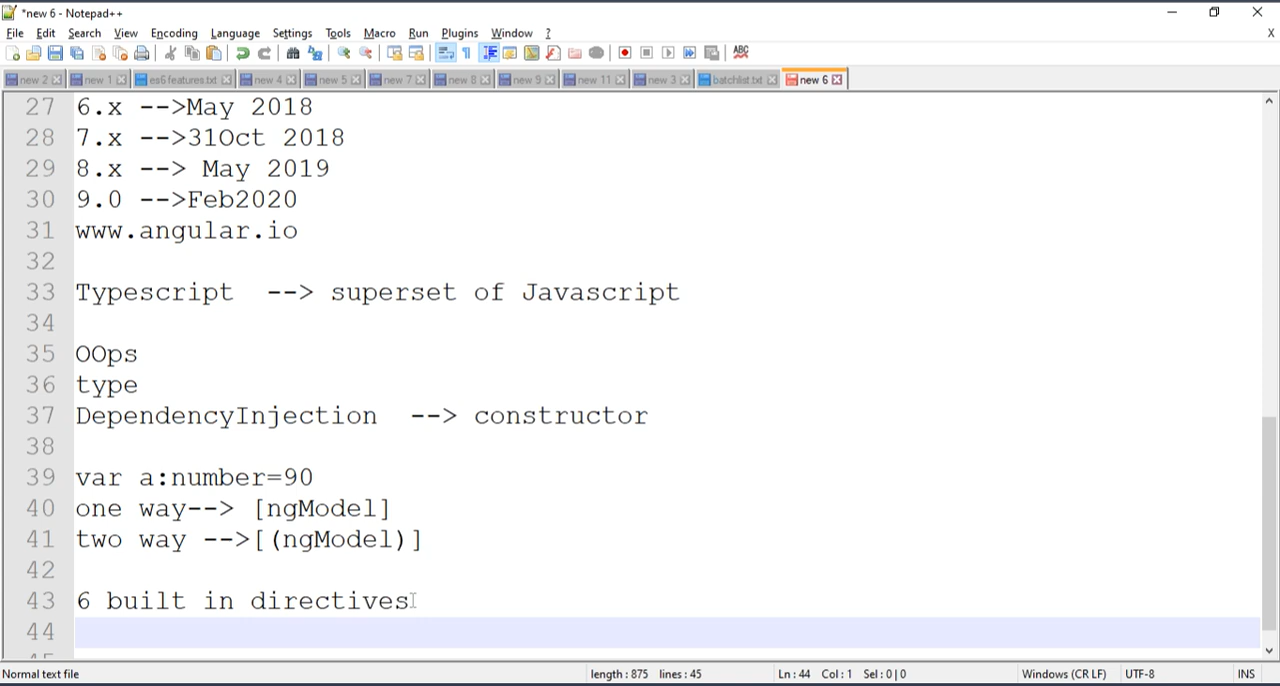 *new 6 - Notepad++
File Edit Search View Encoding Language Settings Tools Macro Run Plugins Window ? X
new 2 new 1 es6 features.txt new 4 new 5 new 7 new 8 new 9 new 11 new 3 batchlist.txt new 6
27 6.x -->May 2018
28 7.x -->31Oct 2018
29 8.x --> May 2019
30 9.0 -->Feb2020
31 www.angular.io
32
33 Typescript --> superset of Javascript
34
35 OOps
36 type
37 DependencyInjection --> constructor
38
39 var a:number=90
40 one way--> [ngModel]
41 two way -->[(ngModel)]
42
43 6 built in directives
44
Normal text file length : 875 lines : 45 Ln : 44 Col : 1 Sel : 0 | 0 Windows (CR LF) UTF-8 INS